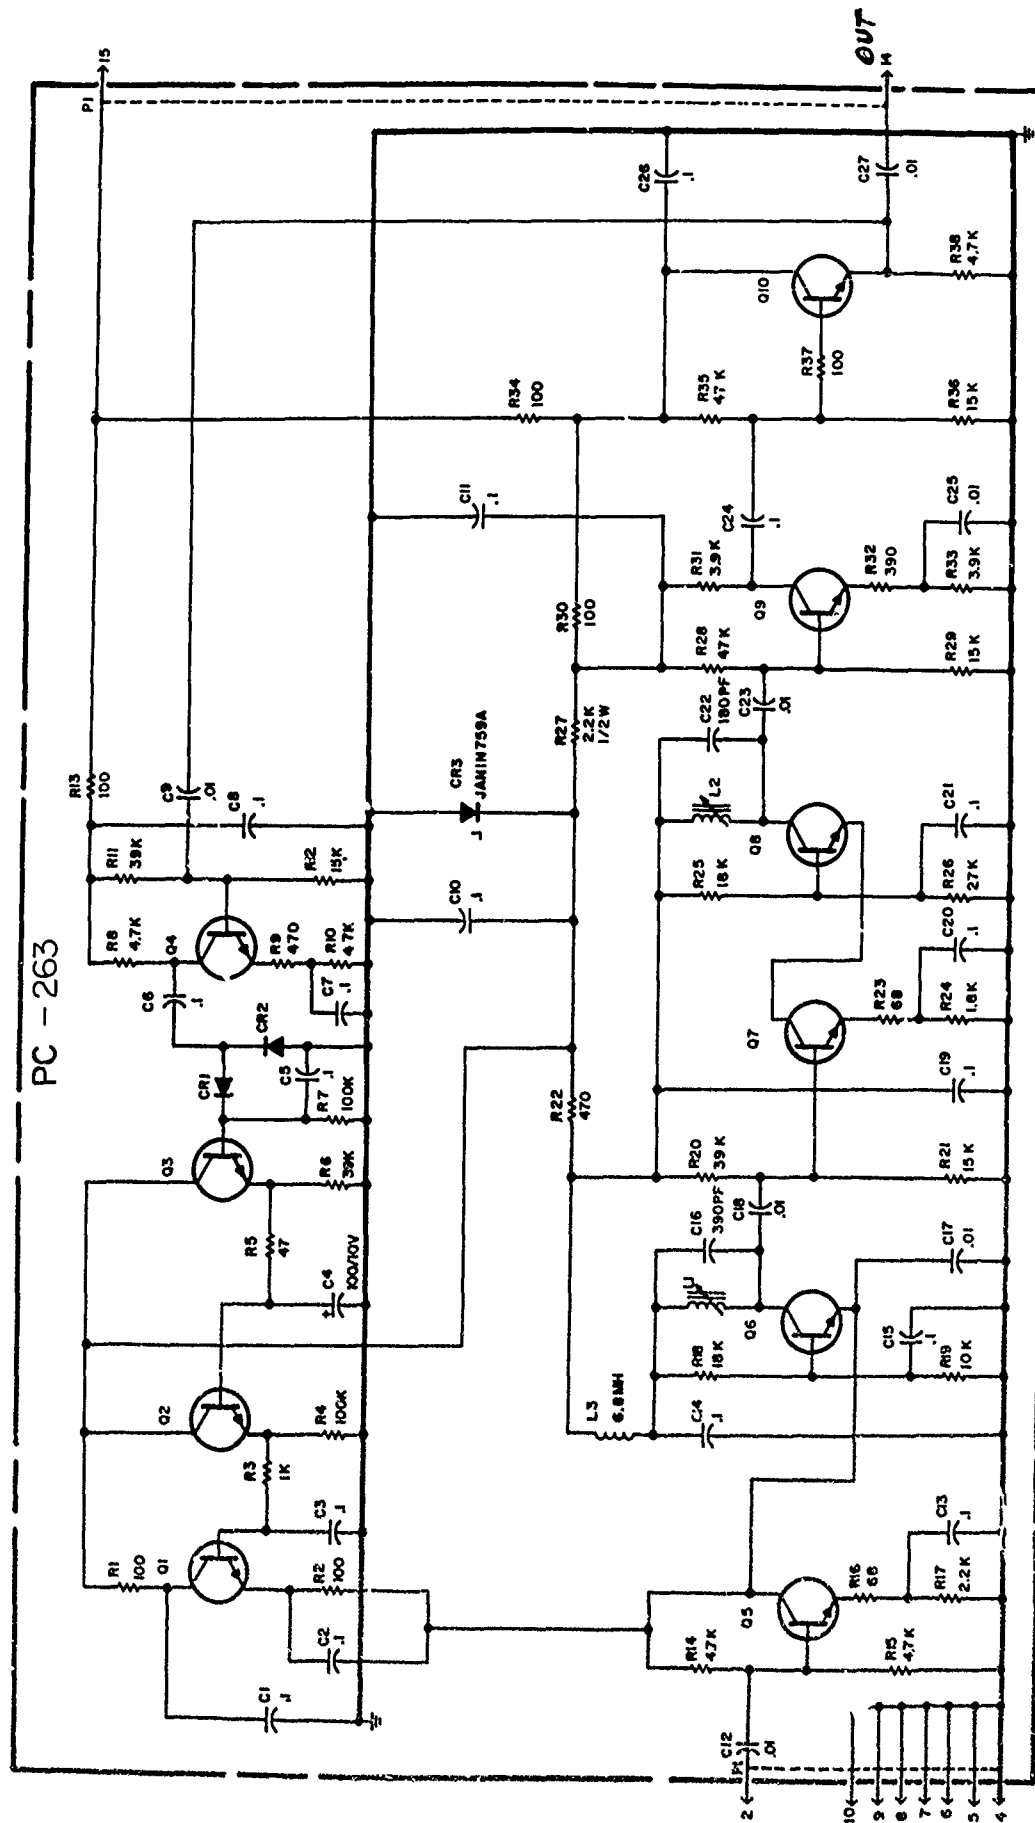 PC-263
P1
15
OUT
14
R13
100
R11
39K
R8
4.7K
Q4
C9
.01
C8
.1
R12
15K
R9
470
R10
4.7K
C7
.1
C6
.1
CR2
CR1
C5
.1
R7
100K
Q3
R6
39K
R5
47
C4
100/10V
+
Q2
R4
100K
R3
1K
C3
.1
R1
100
Q1
R2
100
C2
.1
C1
.1
C10
.1
CR3
JAN1N759A
C11
.1
R34
100
R30
100
R27
2.2K
1/2W
R22
470
C26
.1
C27
.01
R38
4.7K
Q10
R37
100
R35
47K
R36
15K
C24
.1
C25
.01
R31
3.9K
R32
390
R33
3.9K
Q9
R28
47K
R29
15K
C22
180PF
C23
.01
L2
Q8
C21
.1
R25
18K
R26
27K
C20
.1
R23
68
R24
1.8K
Q7
C19
.1
R20
39K
R21
15K
C16
390PF
C18
.01
C17
.01
L1
Q6
C15
.1
R18
18K
R19
10K
L3
6.8MH
C14
.1
C13
.1
Q5
R16
68
R17
2.2K
R14
4.7K
R15
4.7K
C12
.01
P1
2
10
9
8
7
6
5
4